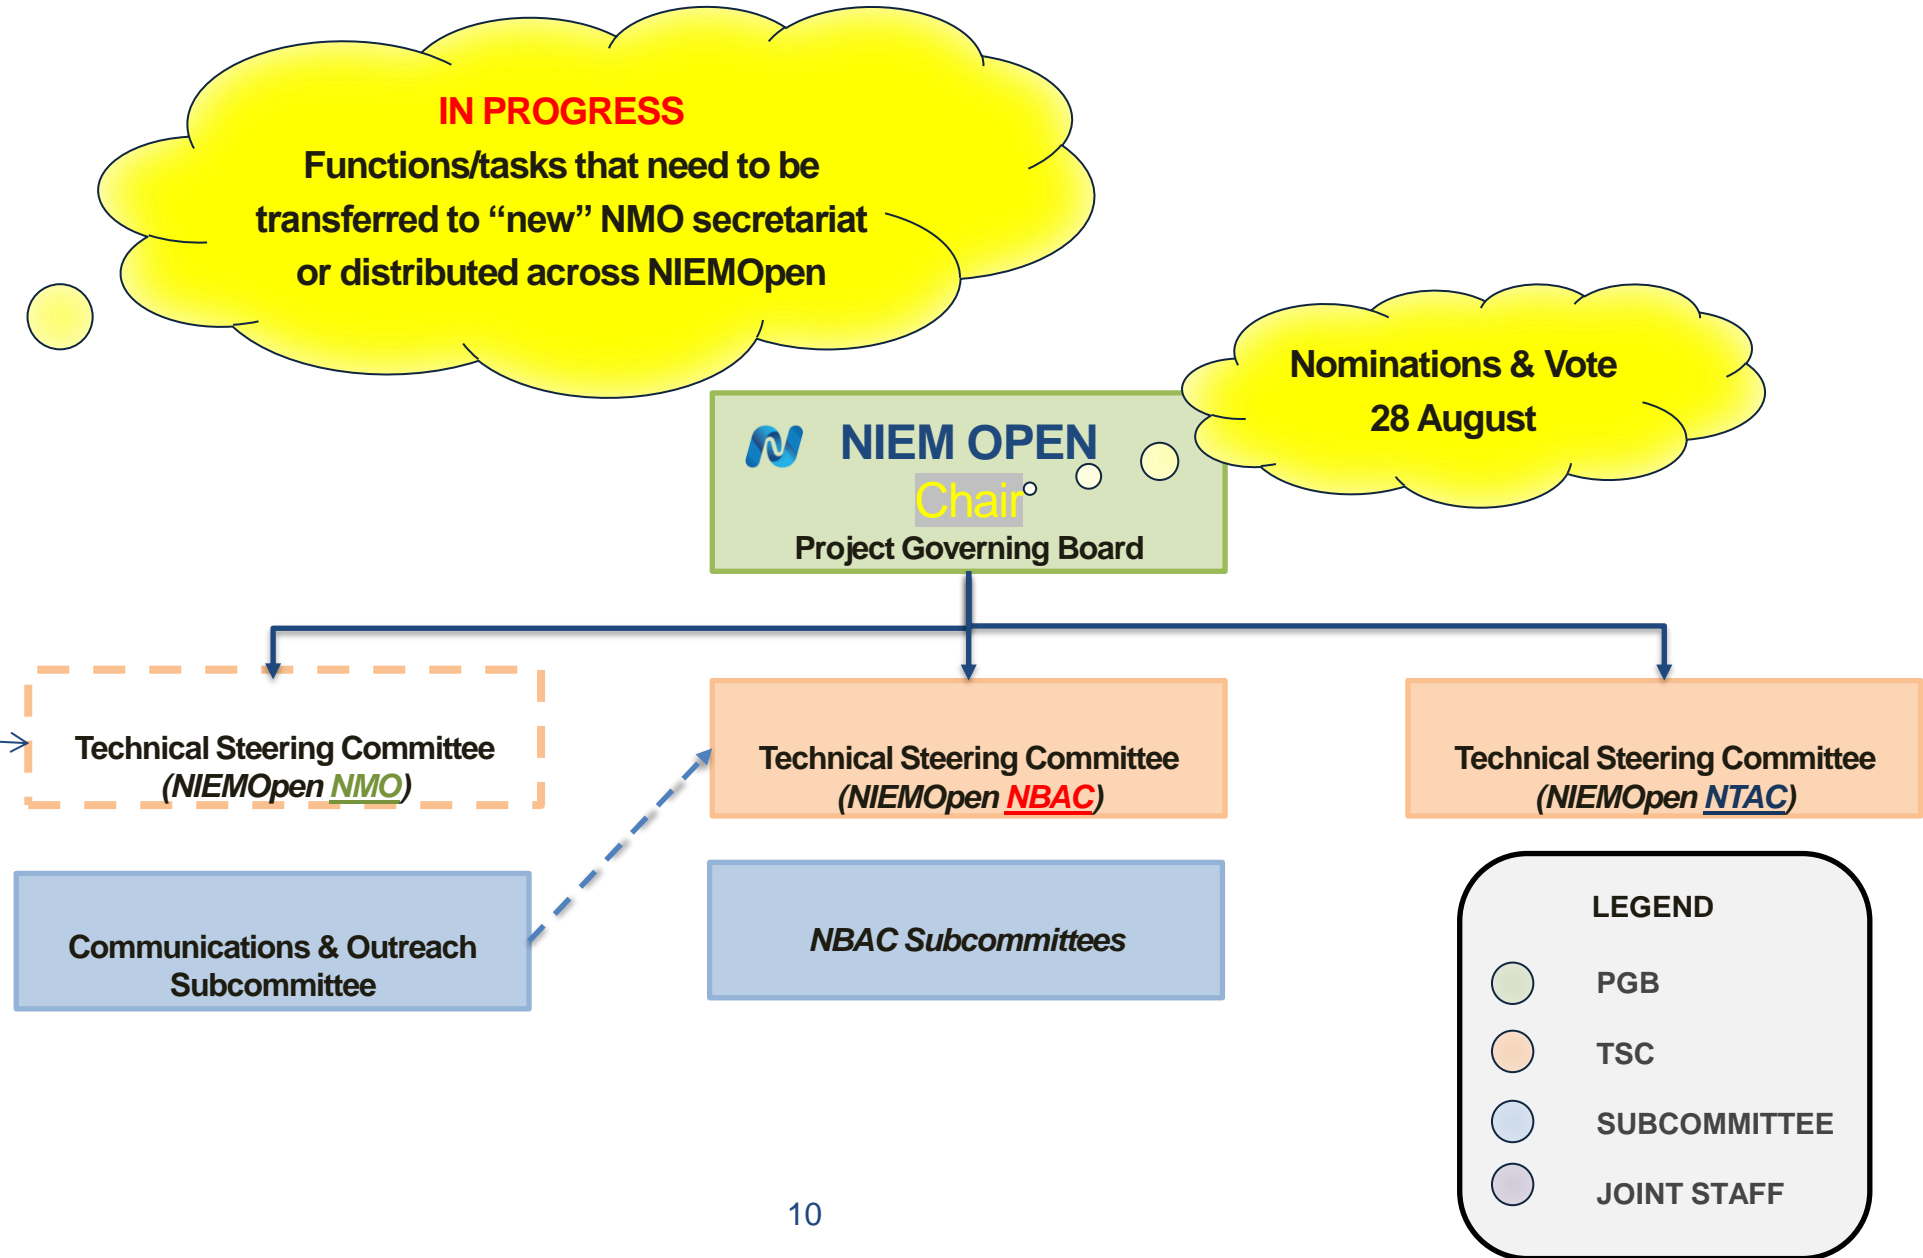 IN PROGRESS
Functions/tasks that need to be
transferred to “new” NMO secretariat
or distributed across NIEMOpen
Nominations & Vote
28 August
NIEM OPEN
Chair
Project Governing Board
Technical Steering Committee
(NIEMOpen NMO)
Technical Steering Committee
(NIEMOpen NBAC)
Technical Steering Committee
(NIEMOpen NTAC)
Communications & Outreach
Subcommittee
NBAC Subcommittees
LEGEND
PGB
TSC
SUBCOMMITTEE
JOINT STAFF
10